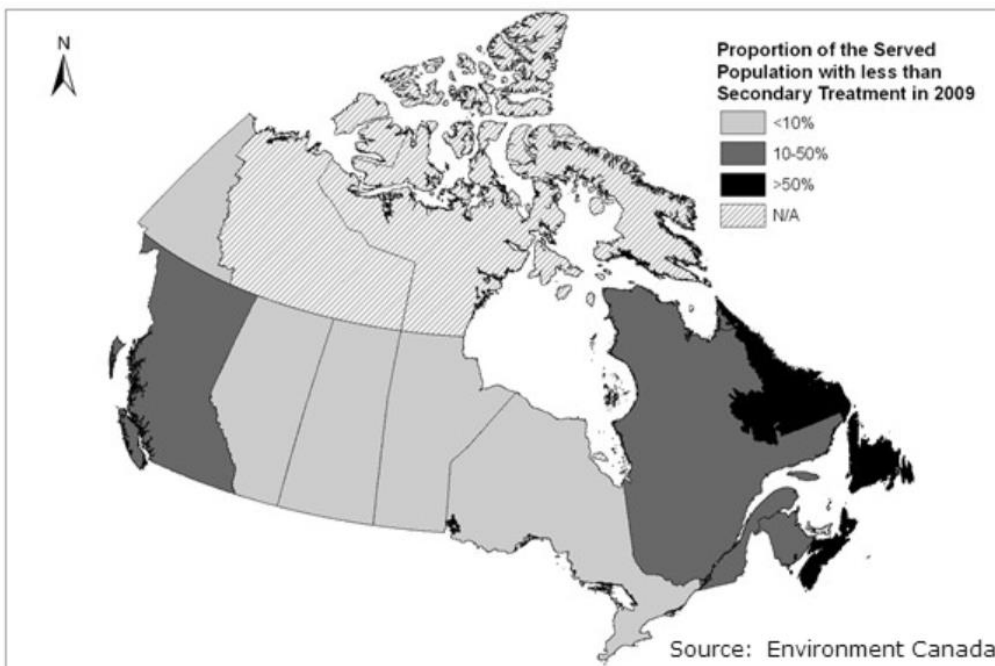 N
Proportion of the Served
Population with less than
Secondary Treatment in 2009
<10%
10-50%
>50%
N/A
Source: Environment Canada